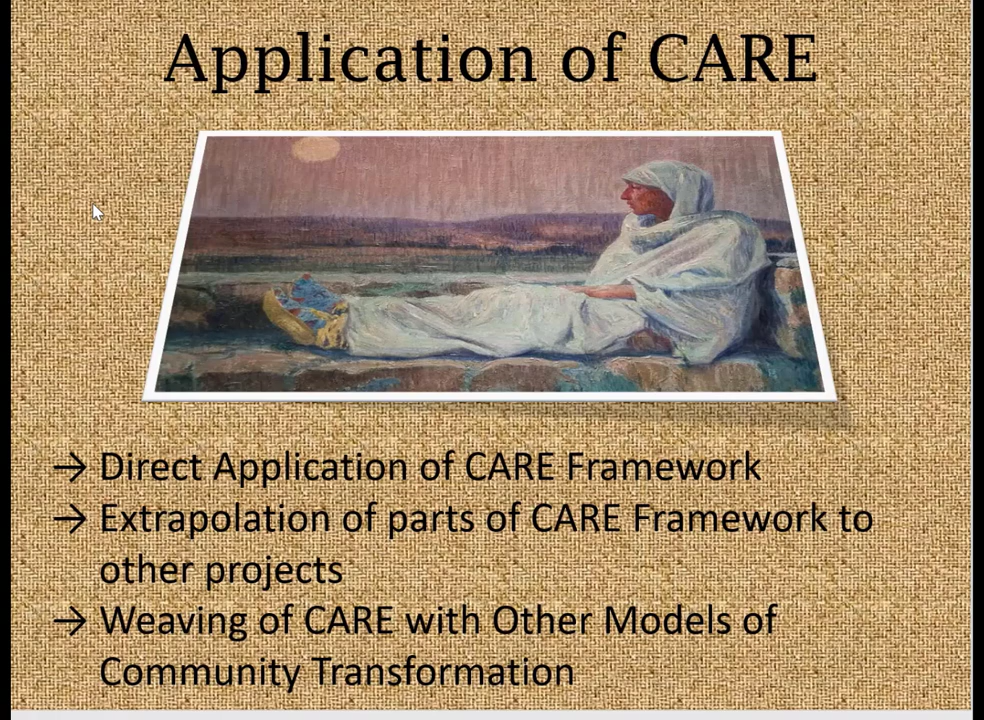 Application of CARE
→ Direct Application of CARE Framework
→ Extrapolation of parts of CARE Framework to
other projects
→ Weaving of CARE with Other Models of
Community Transformation